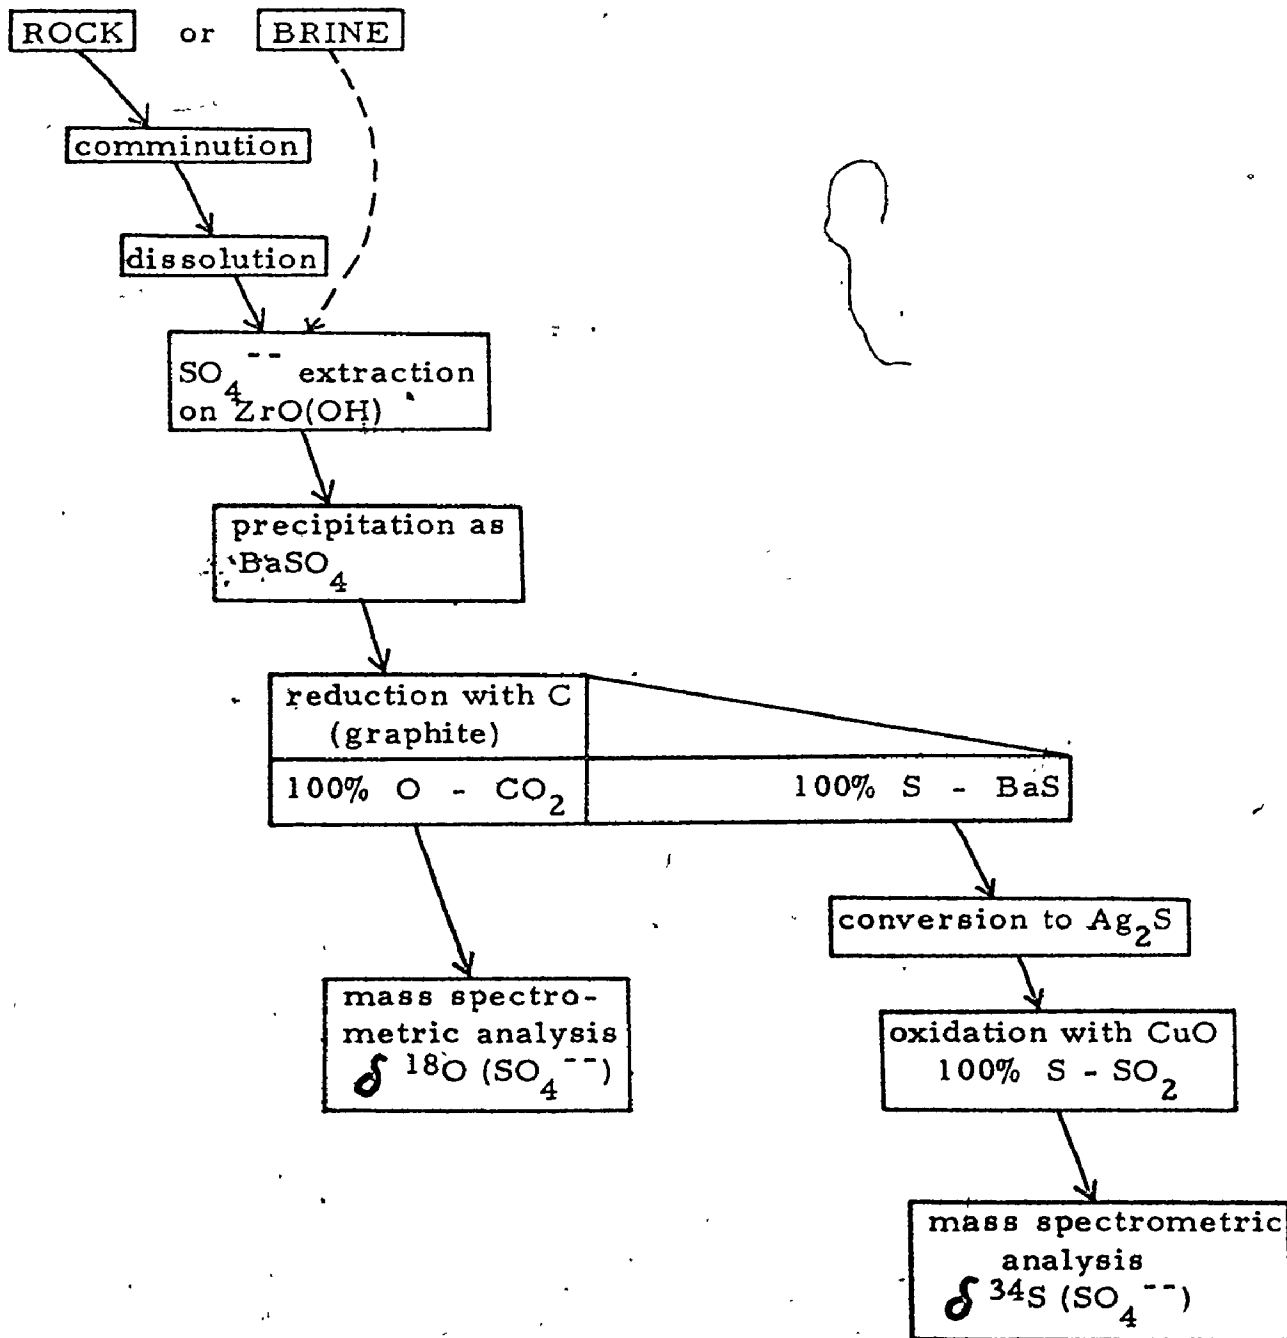 ROCK or BRINE
comminution
dissolution
SO₄⁻⁻ extraction
on ZrO(OH)
precipitation as
BaSO₄
reduction with C
(graphite)
100% O - CO₂
100% S - BaS
conversion to Ag₂S
mass spectro-
metric analysis
δ ¹⁸O (SO₄⁻⁻)
oxidation with CuO
100% S - SO₂
mass spectrometric
analysis
δ ³⁴S (SO₄⁻⁻)